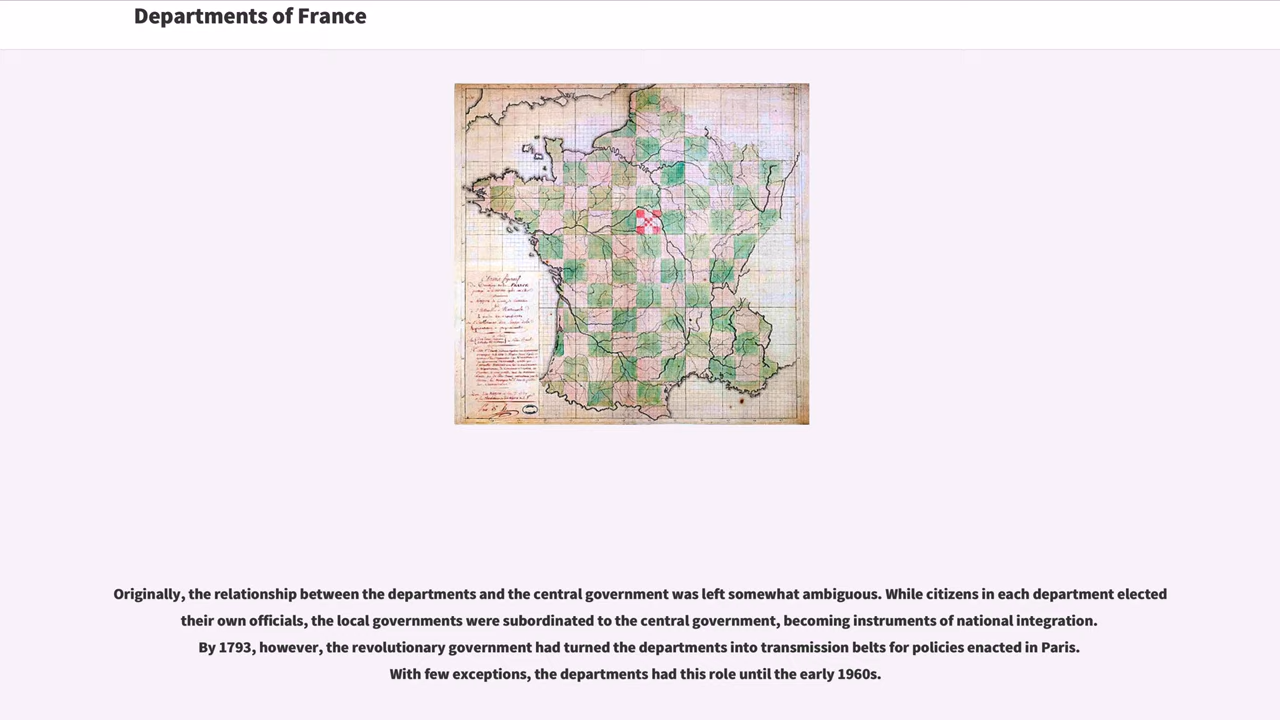 Departments of France
Originally, the relationship between the departments and the central government was left somewhat ambiguous. While citizens in each department elected
their own officials, the local governments were subordinated to the central government, becoming instruments of national integration.
By 1793, however, the revolutionary government had turned the departments into transmission belts for policies enacted in Paris.
With few exceptions, the departments had this role until the early 1960s.